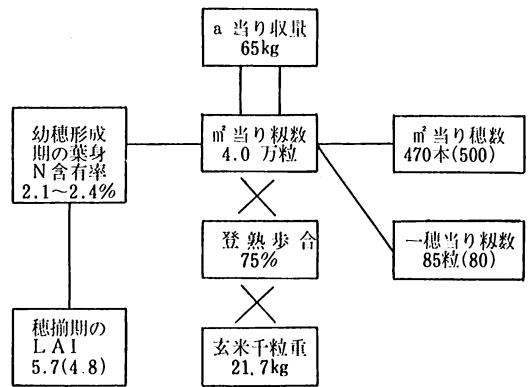 a 当り収量
65kg
幼穂形成
期の葉身
N含有率
2.1〜2.4%
㎡当り籾数
4.0 万粒
㎡当り穂数
470本(500)
登熟歩合
75%
一穂当り籾数
85粒(80)
穂揃期の
LAI
5.7(4.8)
玄米千粒重
21.7kg